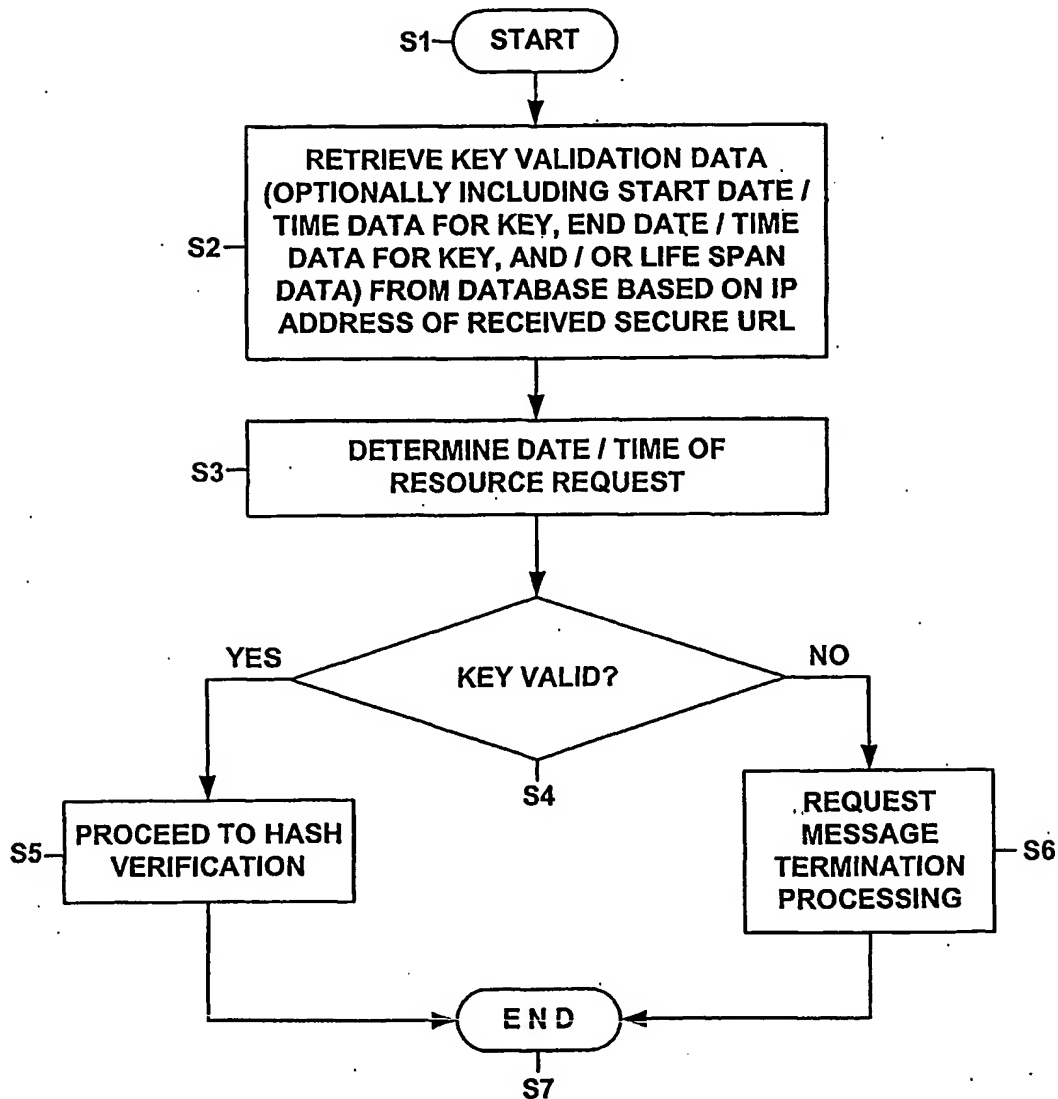 S1
START
RETRIEVE KEY VALIDATION DATA
(OPTIONALLY INCLUDING START DATE /
TIME DATA FOR KEY, END DATE / TIME
DATA FOR KEY, AND / OR LIFE SPAN
DATA) FROM DATABASE BASED ON IP
ADDRESS OF RECEIVED SECURE URL
S2
DETERMINE DATE / TIME OF
RESOURCE REQUEST
S3
YES
KEY VALID?
NO
S4
PROCEED TO HASH
VERIFICATION
S5
REQUEST
MESSAGE
TERMINATION
PROCESSING
S6
END
S7